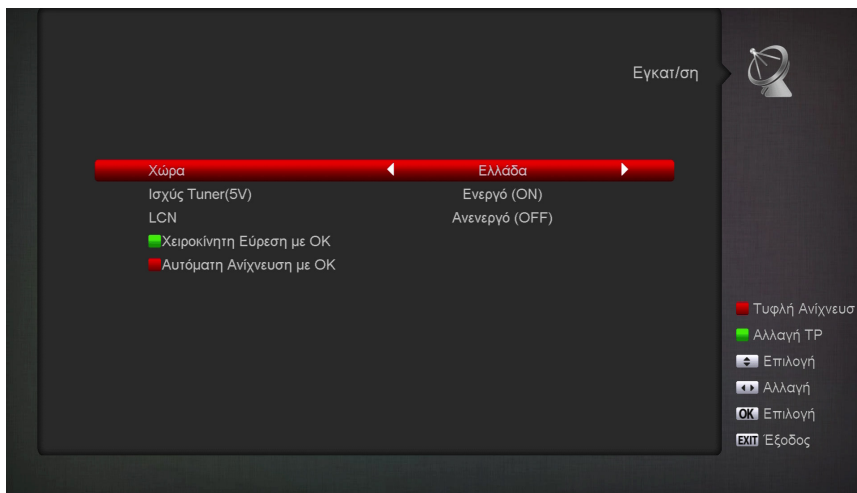 Εγκατ/ση
Χώρα Ελλάδα
Ισχύς Tuner(5V) Ενεργό (ON)
LCN Ανενεργό (OFF)
Χειροκίνητη Εύρεση με OK
Αυτόματη Ανίχνευση με OK
Τυφλή Ανίχνευσ
Αλλαγή TP
Επιλογή
Αλλαγή
OK Επιλογή
EXIT Έξοδος